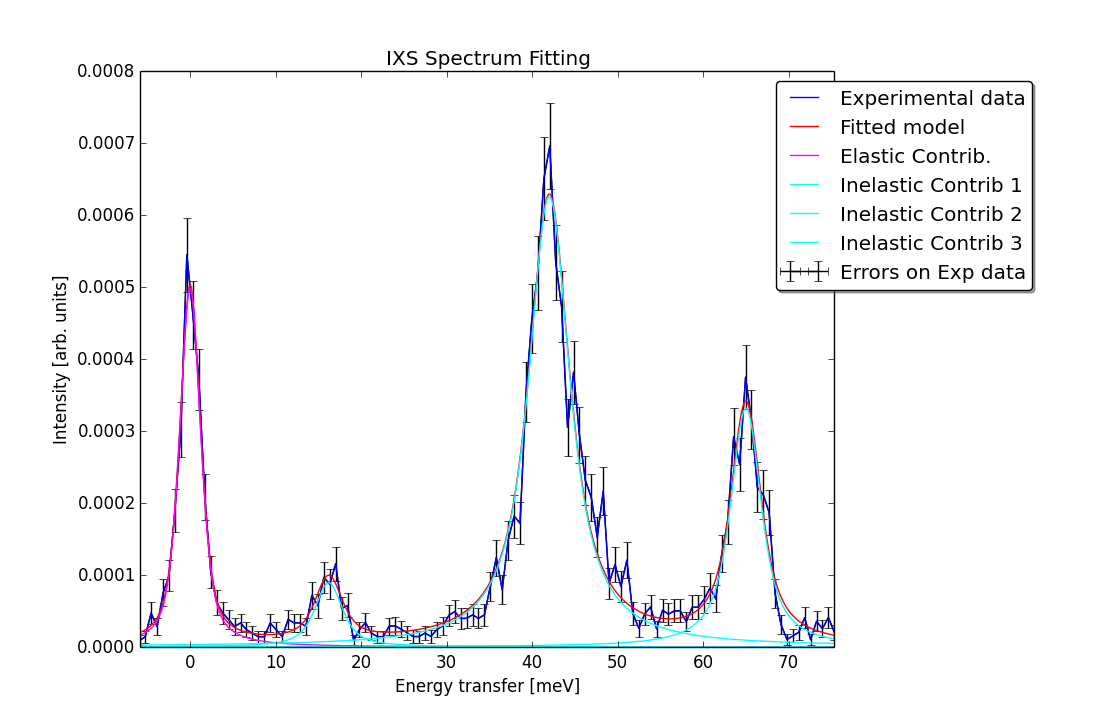 IXS Spectrum Fitting
0.0008
0.0007
0.0006
0.0005
0.0004
0.0003
0.0002
0.0001
0.0000
Intensity [arb. units]
0 10 20 30 40 50 60 70
Energy transfer [meV]
Experimental data
Fitted model
Elastic Contrib.
Inelastic Contrib 1
Inelastic Contrib 2
Inelastic Contrib 3
Errors on Exp data